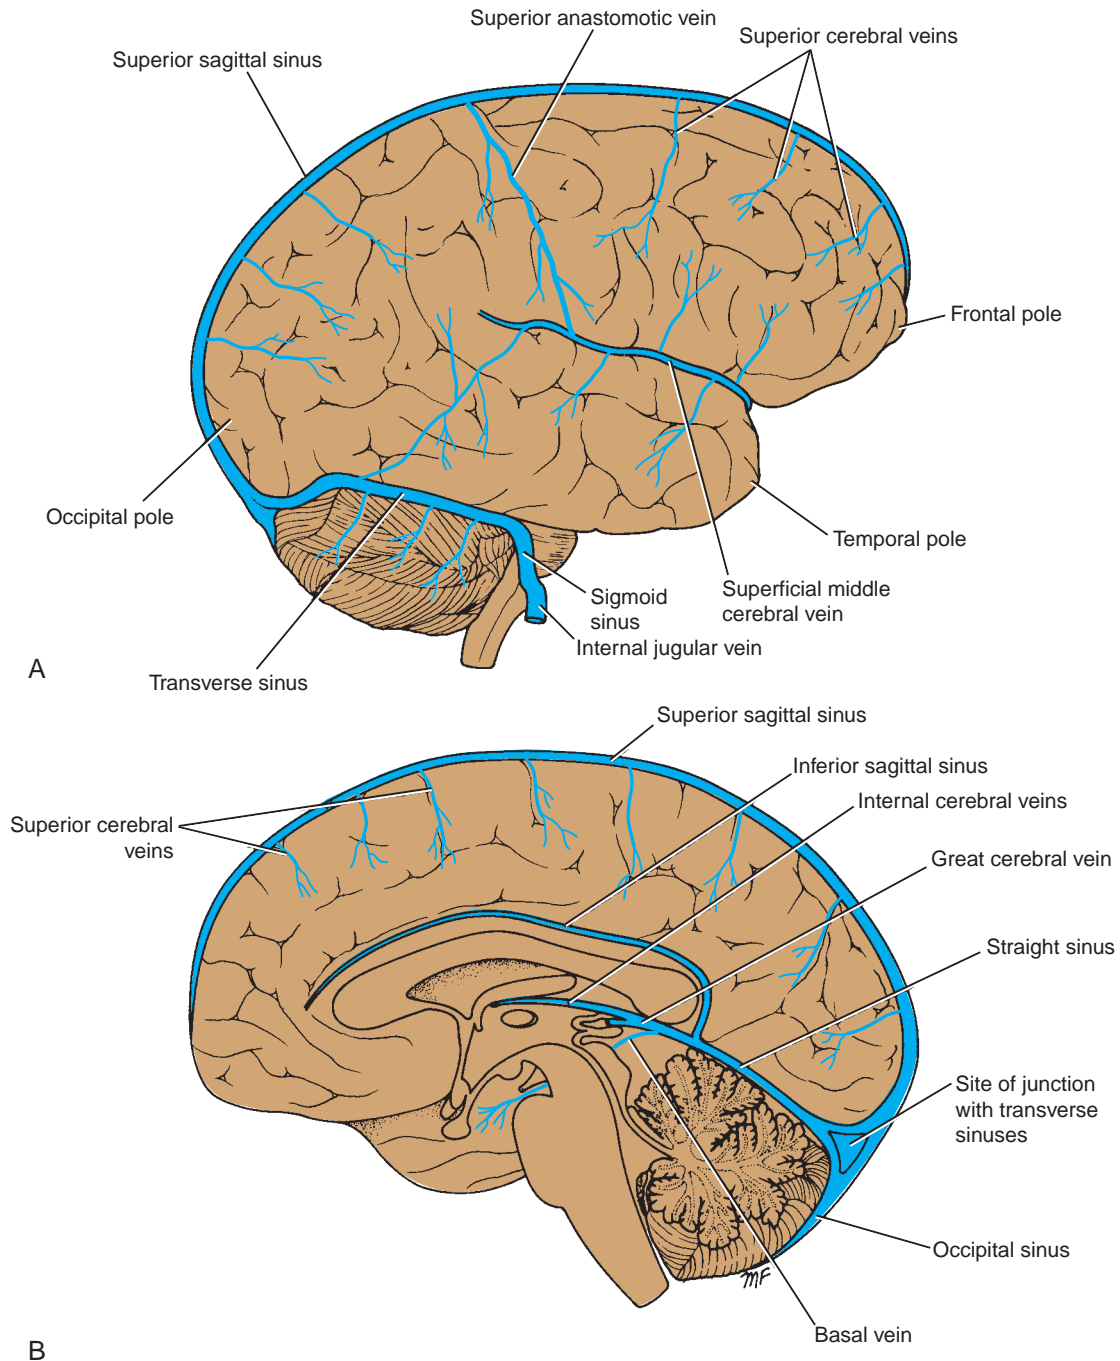 Superior anastomotic vein
Superior cerebral veins
Superior sagittal sinus
Frontal pole
Occipital pole
Temporal pole
Superficial middle
cerebral vein
Sigmoid
sinus
Internal jugular vein
A
Transverse sinus
Superior sagittal sinus
Inferior sagittal sinus
Internal cerebral veins
Superior cerebral
veins
Great cerebral vein
Straight sinus
Site of junction
with transverse
sinuses
Occipital sinus
MF
Basal vein
B